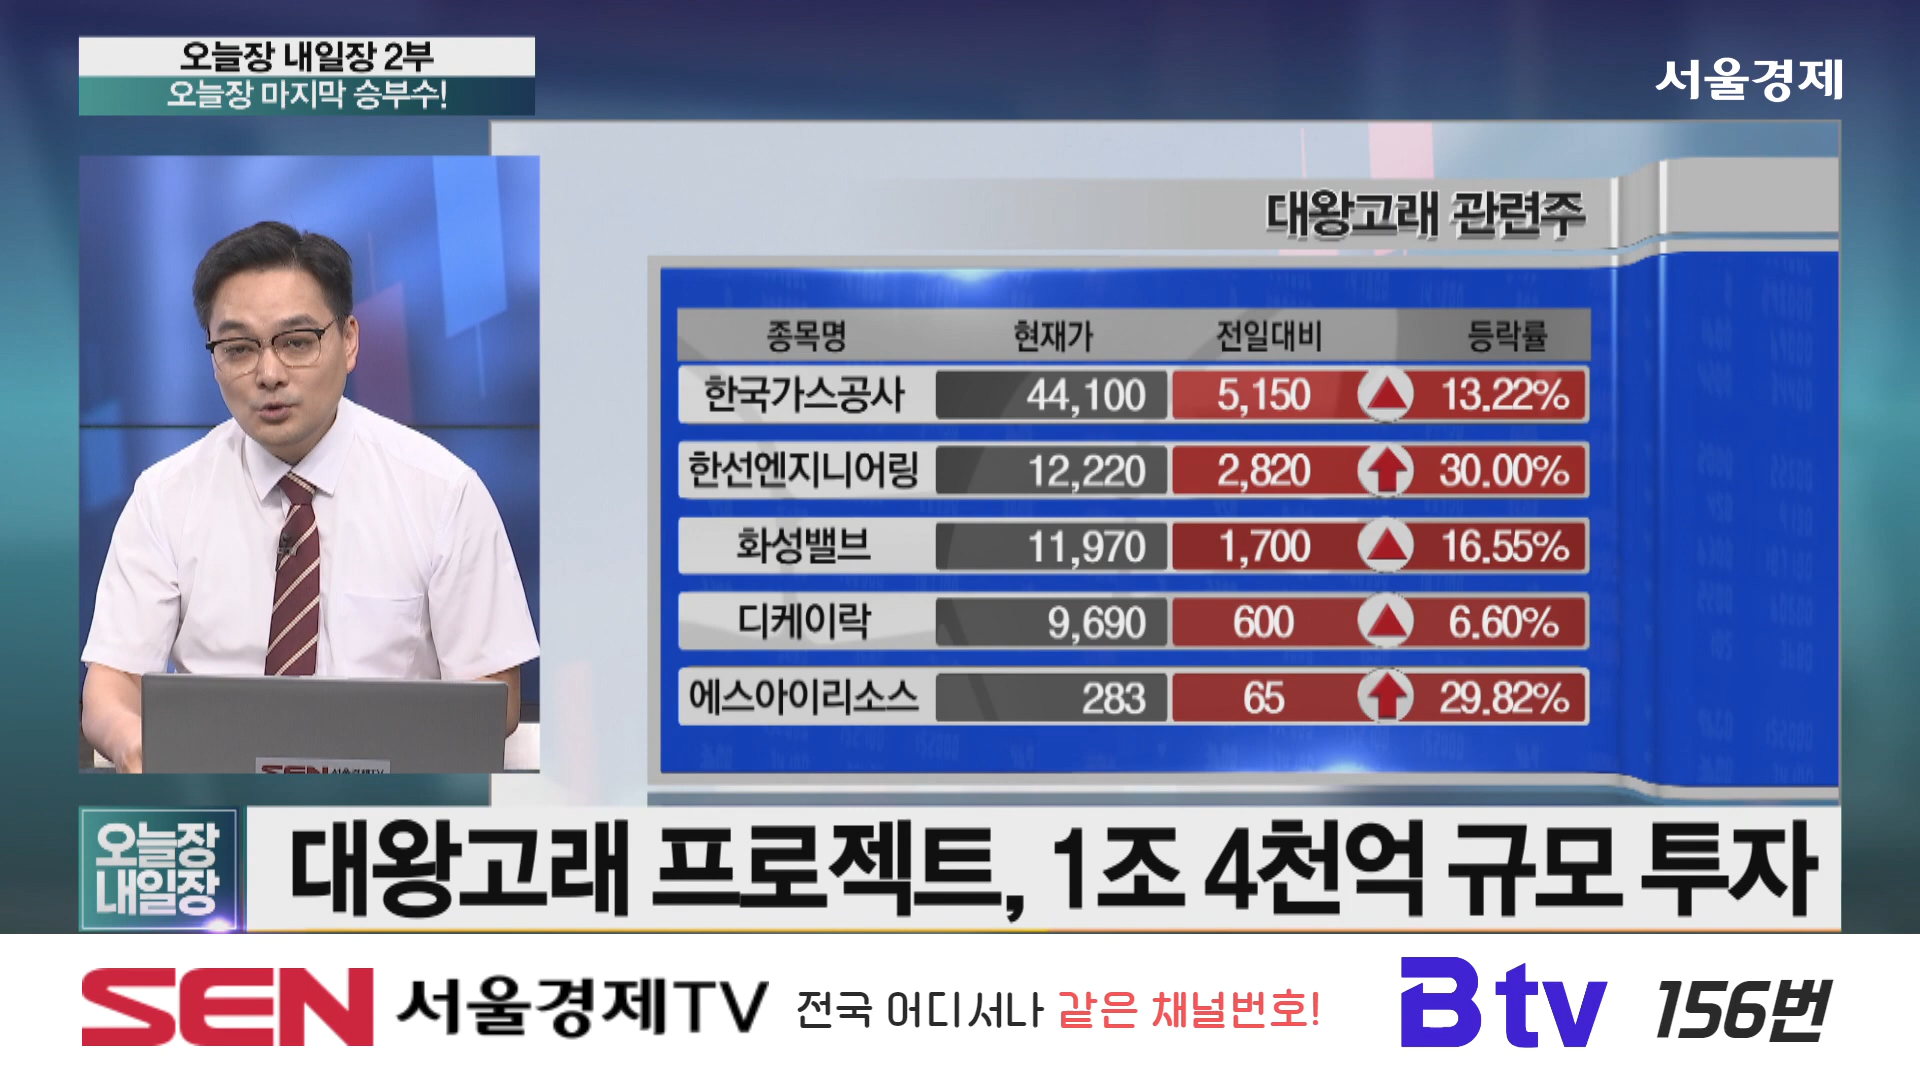 오늘장 내일장 2부
오늘장 마지막 승부수!
서울경제
대왕고래 관련주
종목명 현재가 전일대비 등락률
한국가스공사 44,100 5,150 13.22%
한선엔지니어링 12,220 2,820 30.00%
화성밸브 11,970 1,700 16.55%
디케이락 9,690 600 6.60%
에스아이리소스 283 65 29.82%
SEN 서울경제TV
오늘장
내일장
대왕고래 프로젝트, 1조 4천억 규모 투자
SEN 서울경제TV 전국 어디서나 같은 채널번호! B tv 156번